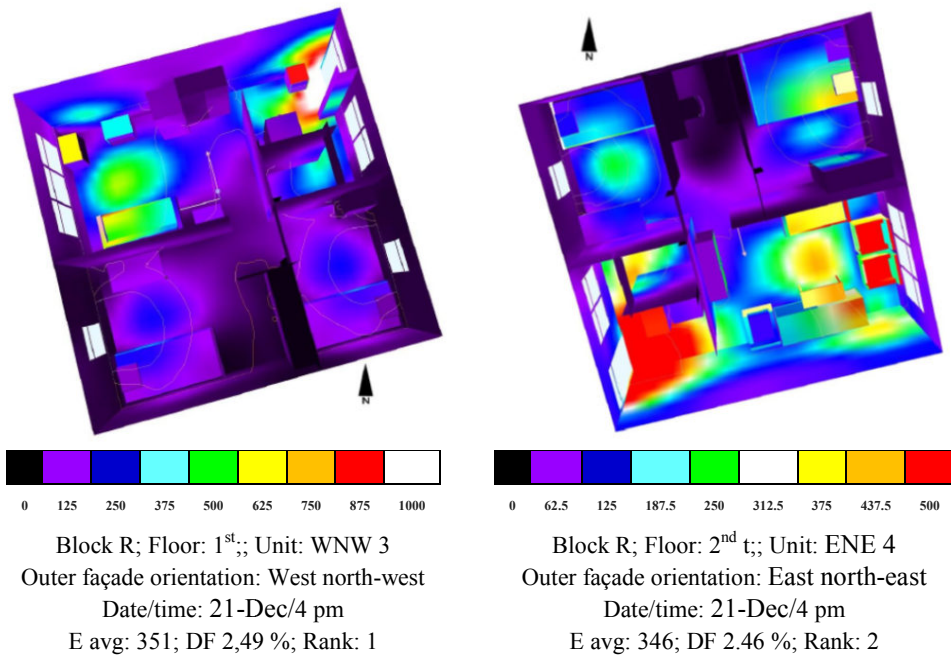 N
N
0 125 250 375 500 625 750 875 1000
0 62.5 125 187.5 250 312.5 375 437.5 500
Block R; Floor: 1st;; Unit: WNW 3
Outer façade orientation: West north-west
Date/time: 21-Dec/4 pm
E avg: 351; DF 2,49 %; Rank: 1
Block R; Floor: 2nd t;; Unit: ENE 4
Outer façade orientation: East north-east
Date/time: 21-Dec/4 pm
E avg: 346; DF 2.46 %; Rank: 2